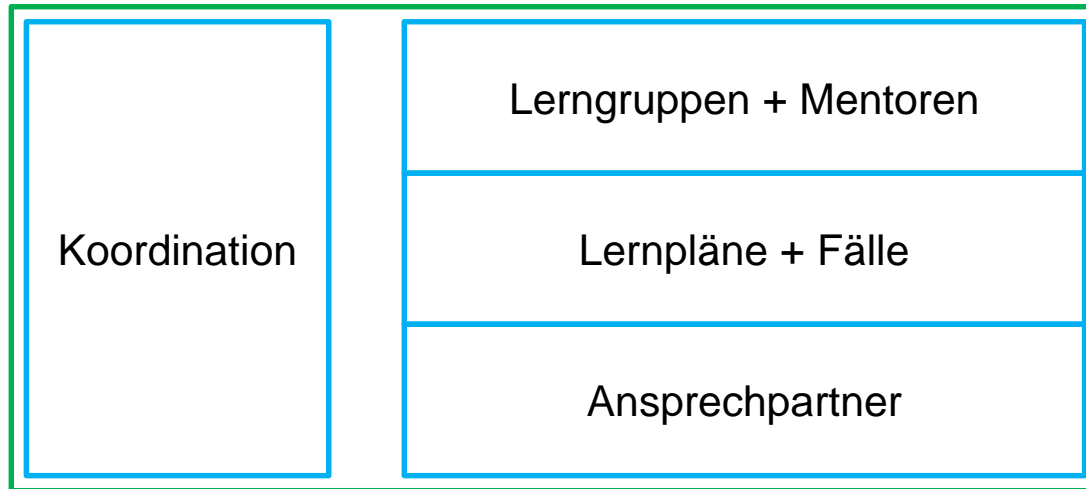 Koordination
Lerngruppen + Mentoren
Lernpläne + Fälle
Ansprechpartner